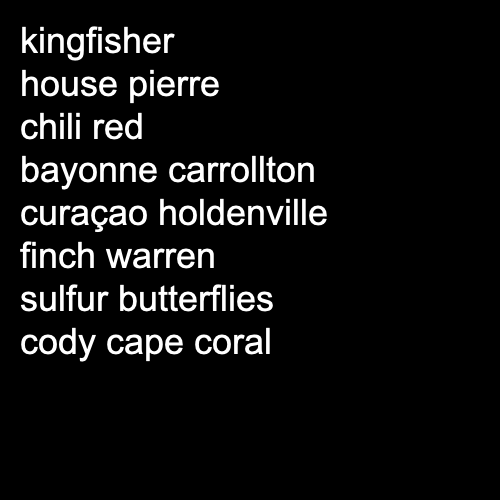 kingfisher
house pierre
chili red
bayonne carrollton
curaçao holdenville
finch warren
sulfur butterflies
cody cape coral